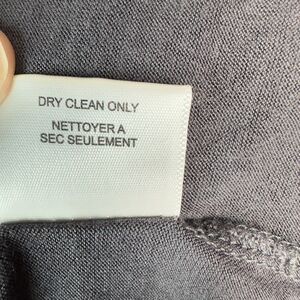 DRY CLEAN ONLY
NETTOYER A
SEC SEULEMENT